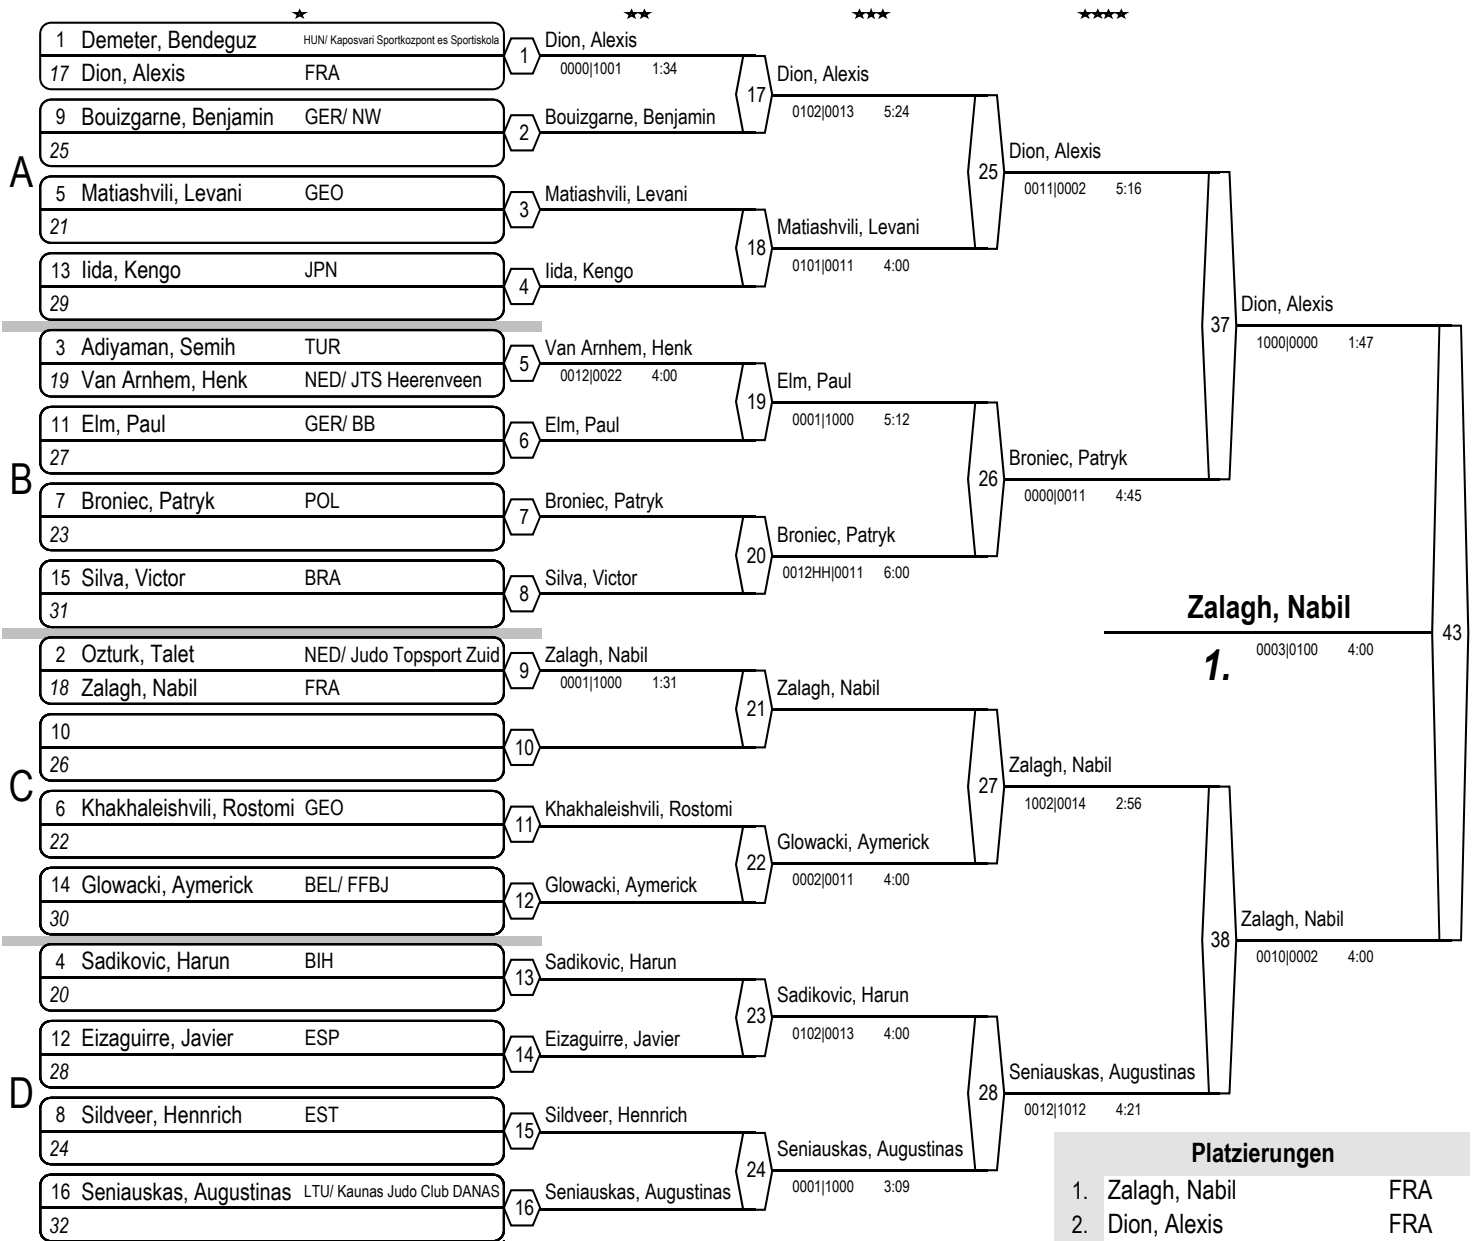 ★ ★★ ★★★ ★★★★
A
1 Demeter, Bendeguz HUN/ Kaposvari Sportkozpont es Sportiskola
17 Dion, Alexis FRA
9 Bouizgarne, Benjamin GER/ NW
25
5 Matiashvili, Levani GEO
21
13 Iida, Kengo JPN
29
B
3 Adiyaman, Semih TUR
19 Van Arnhem, Henk NED/ JTS Heerenveen
11 Elm, Paul GER/ BB
27
7 Broniec, Patryk POL
23
15 Silva, Victor BRA
31
C
2 Ozturk, Talet NED/ Judo Topsport Zuid
18 Zalagh, Nabil FRA
10
26
6 Khakhaleishvili, Rostomi GEO
22
14 Glowacki, Aymerick BEL/ FFBJ
30
D
4 Sadikovic, Harun BIH
20
12 Eizaguirre, Javier ESP
28
8 Sildveer, Hennrich EST
24
16 Seniauskas, Augustinas LTU/ Kaunas Judo Club DANAS
32
1 Dion, Alexis
0000|1001 1:34
2 Bouizgarne, Benjamin
3 Matiashvili, Levani
4 Iida, Kengo
5 Van Arnhem, Henk
0012|0022 4:00
6 Elm, Paul
7 Broniec, Patryk
8 Silva, Victor
9 Zalagh, Nabil
0001|1000 1:31
10
11 Khakhaleishvili, Rostomi
12 Glowacki, Aymerick
13 Sadikovic, Harun
14 Eizaguirre, Javier
15 Sildveer, Hennrich
16 Seniauskas, Augustinas
17 Dion, Alexis
0102|0013 5:24
18 Matiashvili, Levani
0101|0011 4:00
19 Elm, Paul
0001|1000 5:12
20 Broniec, Patryk
0012HH|0011 6:00
21 Zalagh, Nabil
22 Glowacki, Aymerick
0002|0011 4:00
23 Sadikovic, Harun
0102|0013 4:00
24 Seniauskas, Augustinas
0001|1000 3:09
25 Dion, Alexis
0011|0002 5:16
26 Broniec, Patryk
0000|0011 4:45
27 Zalagh, Nabil
1002|0014 2:56
28 Seniauskas, Augustinas
0012|1012 4:21
37 Dion, Alexis
1000|0000 1:47
38 Zalagh, Nabil
0010|0002 4:00
43
Zalagh, Nabil
1. 0003|0100 4:00
Platzierungen
1. Zalagh, Nabil FRA
2. Dion, Alexis FRA